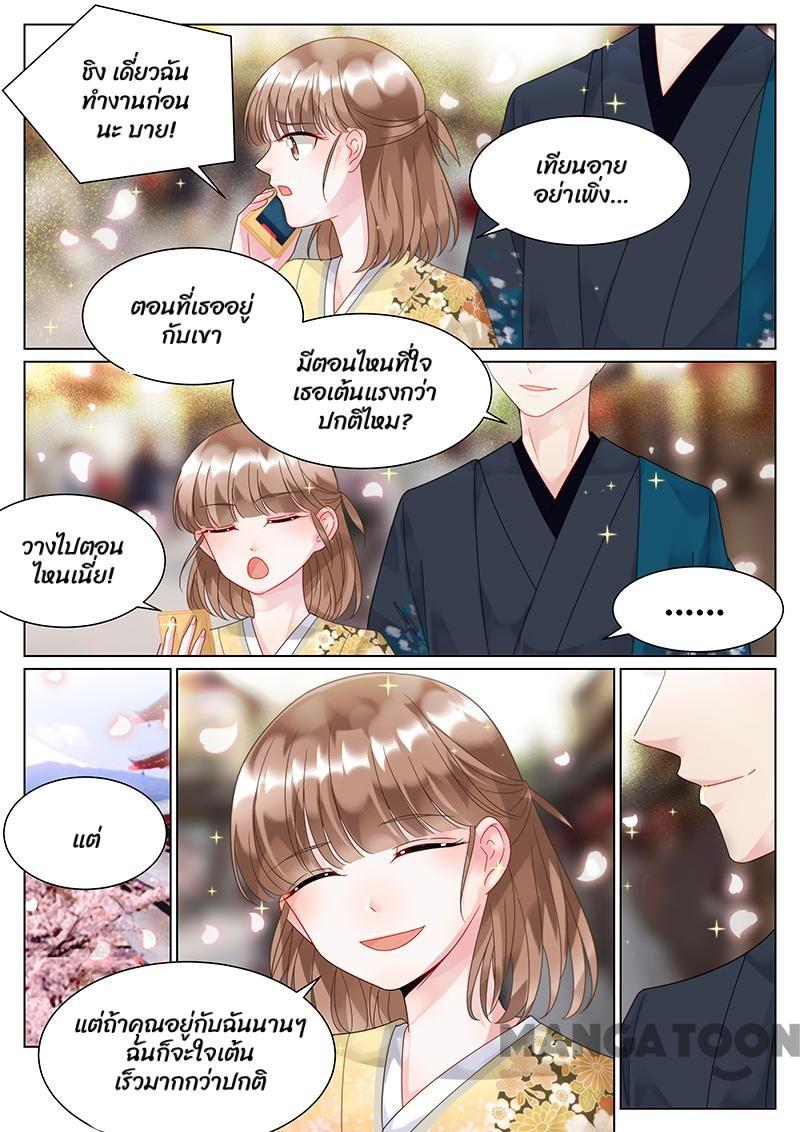 ชิง เดี๋ยวฉัน
ทำงานก่อน
นะ บาย!
เทียนอาย
อย่าเพิ่ง...
ตอนที่เธออยู่
กับเขา
มีตอนไหนที่ใจ
เธอเต้นแรงกว่า
ปกติไหม?
วางไปตอน
ไหนเนี่ย!
......
แต่
แต่ถ้าคุณอยู่กับฉันนานๆ
ฉันก็จะใจเต้น
เร็วมากกว่าปกติ
MANGATOON